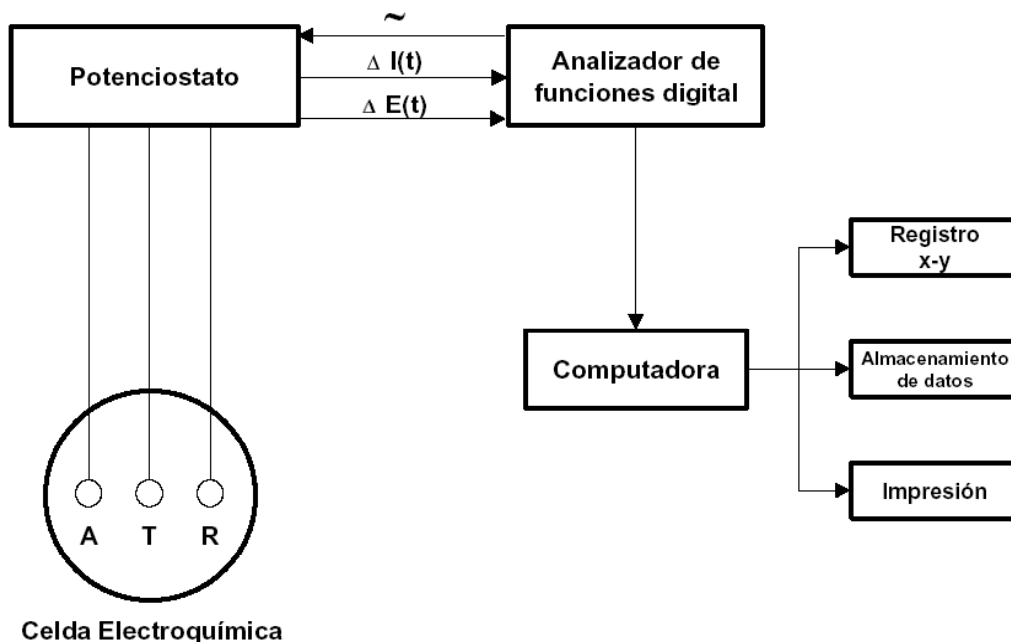 ~
Potenciostato
Δ I(t)
Δ E(t)
Analizador de
funciones digital
Registro
x-y
Computadora
Almacenamiento
de datos
Impresión
A T R
Celda Electroquímica